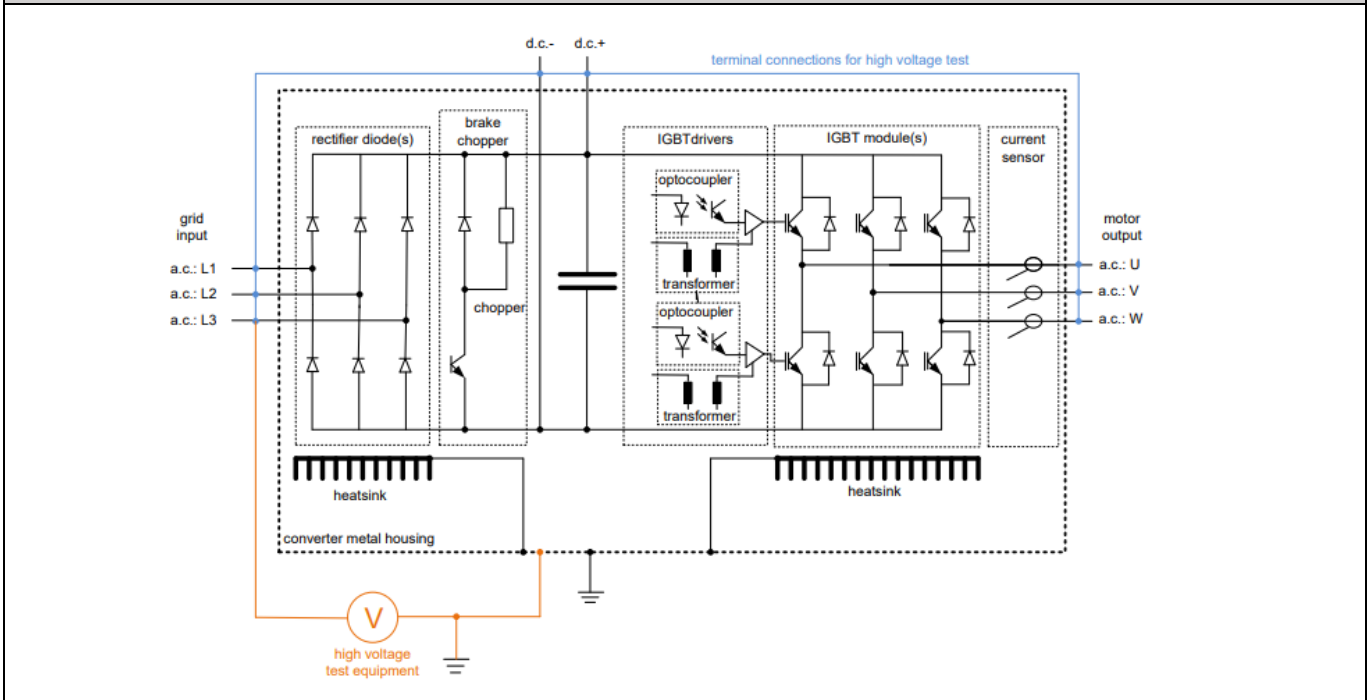 d.c.-
d.c.+
terminal connections for high voltage test
rectifier diode(s)
brake
chopper
IGBTdrivers
IGBT module(s)
current
sensor
optocoupler
grid
input
motor
output
a.c.: L1
a.c.: L2
a.c.: L3
transformer
chopper
optocoupler
a.c.: U
a.c.: V
a.c.: W
transformer
heatsink
heatsink
converter metal housing
V
high voltage
test equipment